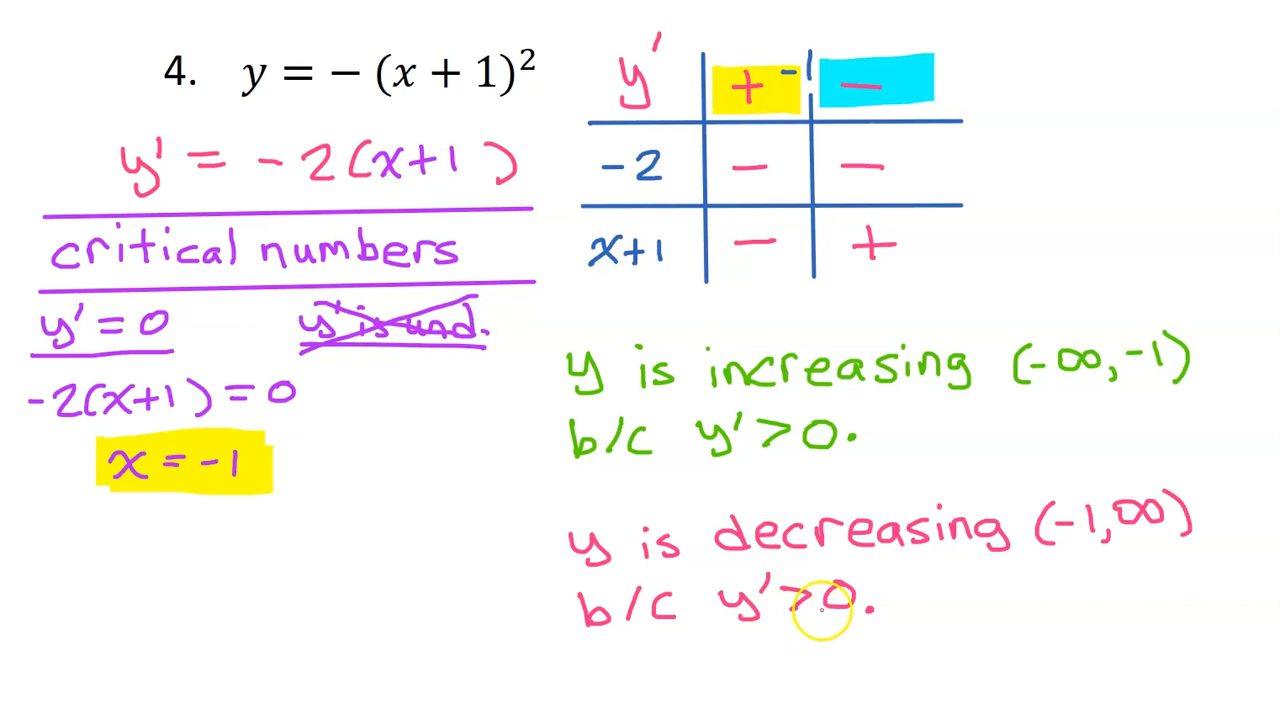 4. y = − (x + 1)²
y' = -2(x+1)
critical numbers
y' = 0
y' is und.
-2(x+1) = 0
x = -1
y' + -1 −
-2 − −
x+1 − +
y is increasing (-∞, -1)
b/c y' > 0.
y is decreasing (-1, ∞)
b/c y' > 0.